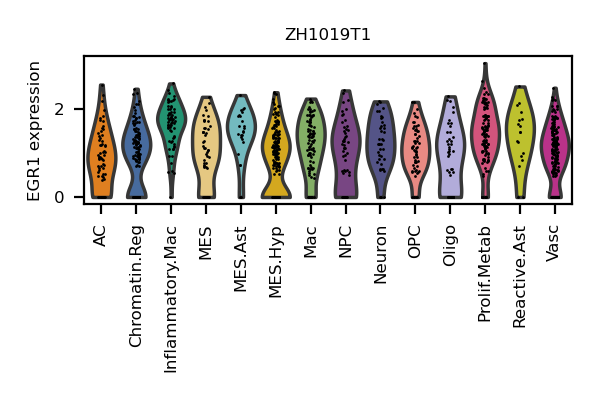 ZH1019T1
EGR1 expression
2
0
AC
Chromatin.Reg
Inflammatory.Mac
MES
MES.Ast
MES.Hyp
Mac
NPC
Neuron
OPC
Oligo
Prolif.Metab
Reactive.Ast
Vasc